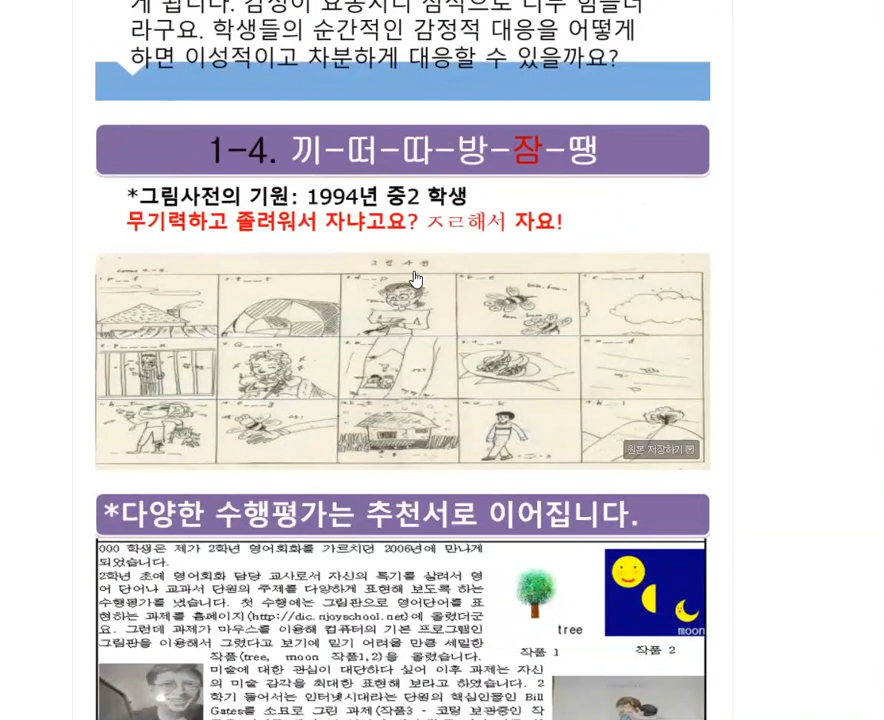 게 됩니다. 감정이 요동치니 심적으로 너무 힘들더
라구요. 학생들의 순간적인 감정적 대응을 어떻게
하면 이성적이고 차분하게 대응할 수 있을까요?
1-4. 끼-떠-따-방-잠-땡
*그림사전의 기원: 1994년 중2 학생
무기력하고 졸려워서 자냐고요? ㅈㄹ해서 자요!
그림사전
원본 저장하기
*다양한 수행평가는 추천서로 이어집니다.
000 학생은 제가 2학년 영어회화를 가르치던 2006년에 만나게
되었습니다.
2학년 초에 영어회화 담당 교사로서 자신의 특기를 살려서 영
어 단어나 교과서 단원의 주제를 다양하게 표현해 보도록 하는
수행평가를 냈습니다. 첫 수행에는 그림판으로 영어단어를 표
현하는 과제를 홈페이지(http://dic.njoyschool.net)에 올렸더군
요. 그런데 과제가 마우스를 이용해 컴퓨터의 기본 프로그램인
그림판을 이용해서 그렸다고 보기에 믿기 어려울 만큼 세밀한
작품(tree, moon 작품1,2)을 올렸습니다.
미술에 대한 관심이 대단하다 싶어 이후 과제는 자신
의 미술 감각을 최대한 표현해 보라고 하였습니다. 2
학기 들어서는 인터넷시대라는 단원의 핵심인물인 Bill
Gates를 소묘로 그린 과제(작품3 - 코팅 보관중인 작
tree
작품 1
moon
작품 2